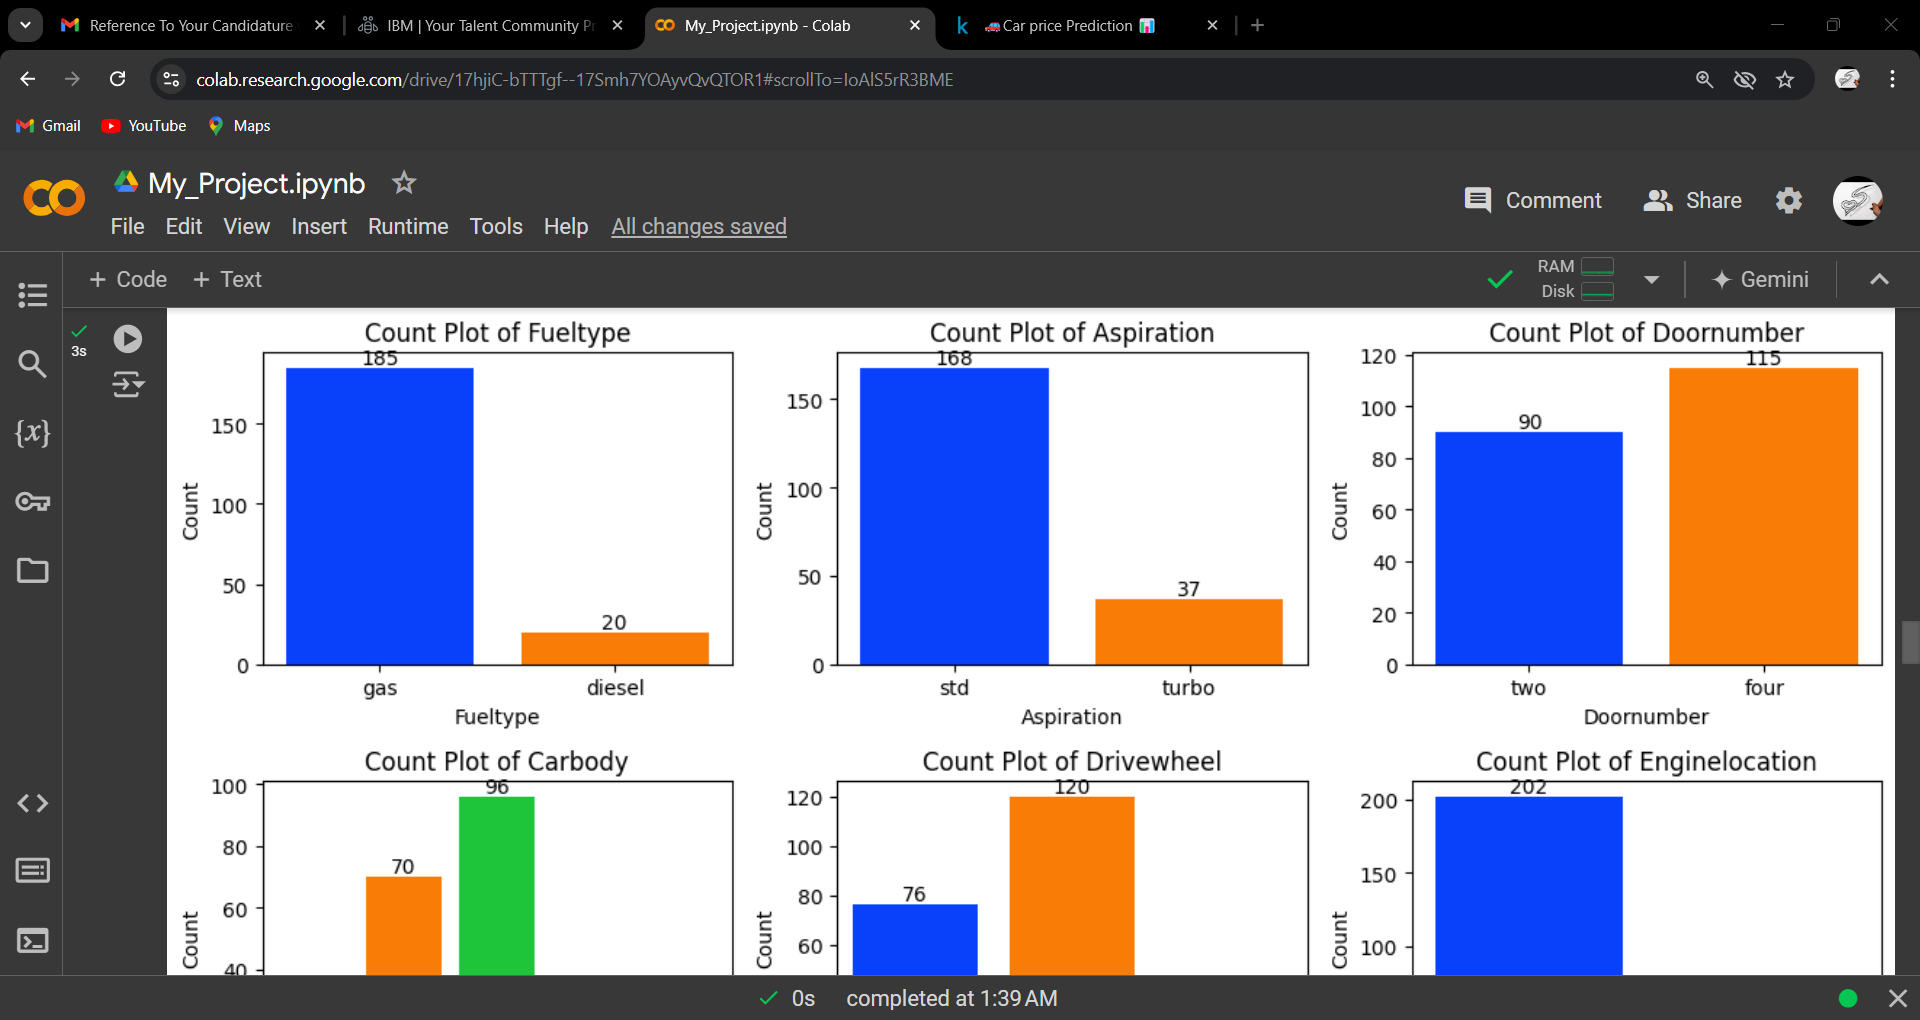 Reference To Your Candidature
IBM | Your Talent Community Pr
My_Project.ipynb - Colab
Car price Prediction
colab.research.google.com/drive/17hjiC-bTTTgf--17Smh7YOAyvQvQTOR1#scrollTo=IoAlS5rR3BME
Gmail YouTube Maps
CO My_Project.ipynb
File Edit View Insert Runtime Tools Help All changes saved
Comment Share
+ Code + Text
RAM
Disk
Gemini
3s
Count Plot of Fueltype
185
150
100
50
0
20
Count
gas diesel
Fueltype
Count Plot of Aspiration
168
150
100
50
0
37
Count
std turbo
Aspiration
Count Plot of Doornumber
115
120
100
80
60
40
20
0
90
Count
two four
Doornumber
Count Plot of Carbody
96
100
80
60
40
70
Count
Count Plot of Drivewheel
120
120
100
80
60
76
Count
Count Plot of Enginelocation
202
200
150
100
Count
{x}
0s completed at 1:39 AM